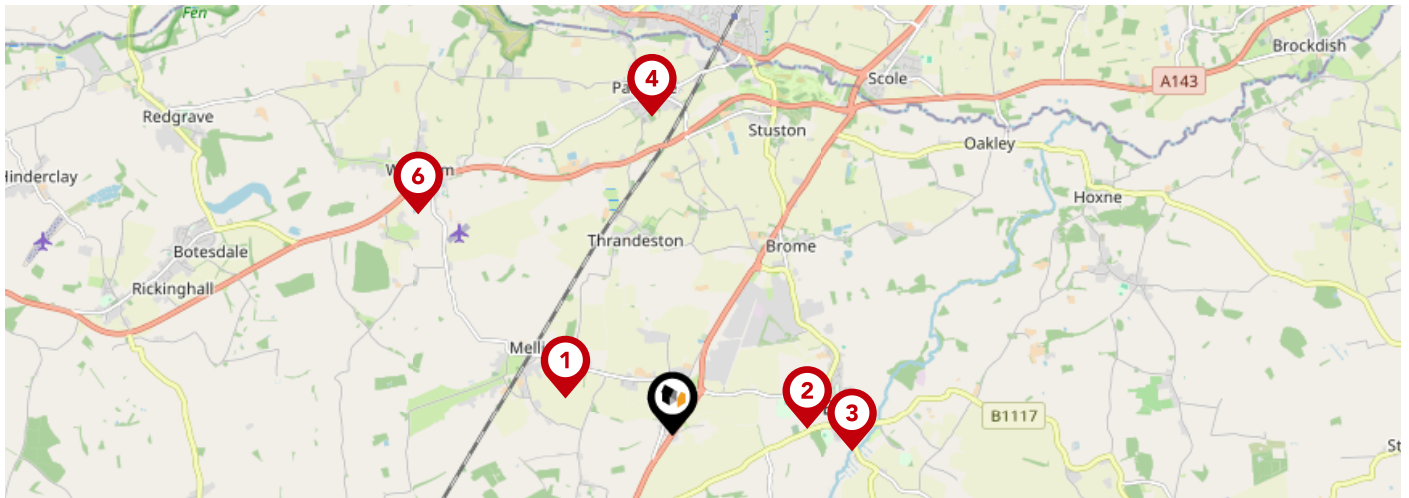 Fen
Brockdish
4
Scole
A143
Redgrave
Stuston
Oakley
6
Hinderclay
Hoxne
Thrandeston
Brome
Botesdale
Rickinghall
1
2
3
B1117